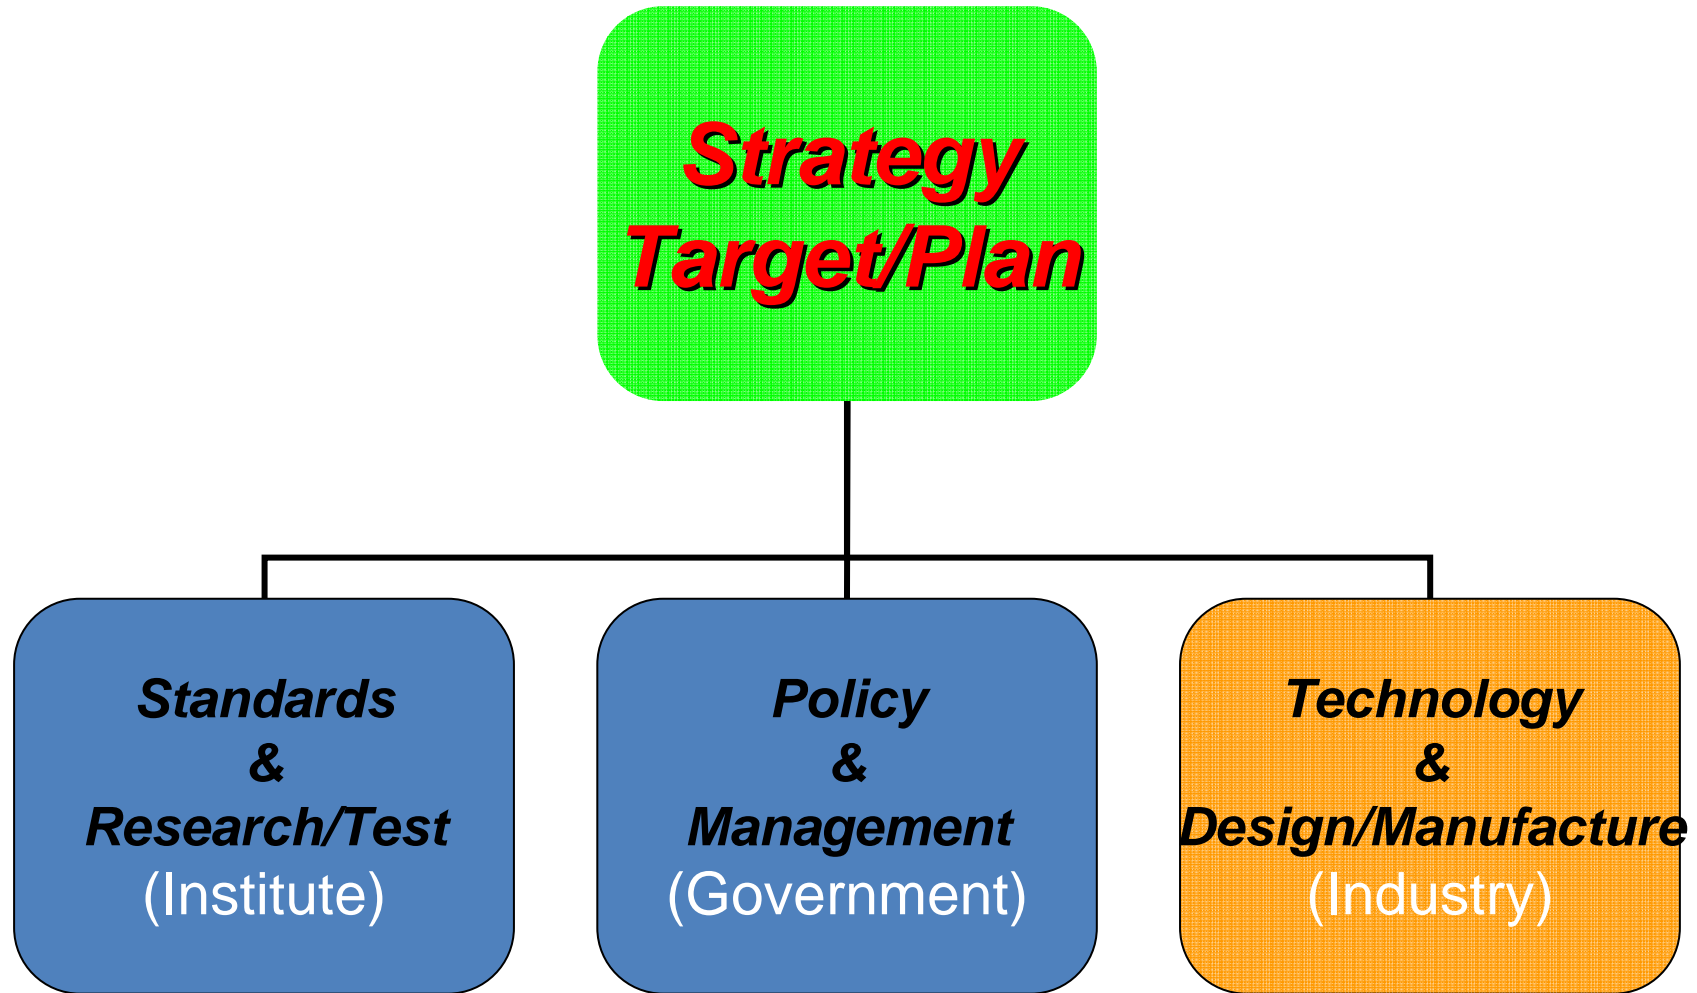 Strategy
Target/Plan
Standards
&
Research/Test
(Institute)
Policy
&
Management
(Government)
Technology
&
Design/Manufacture
(Industry)